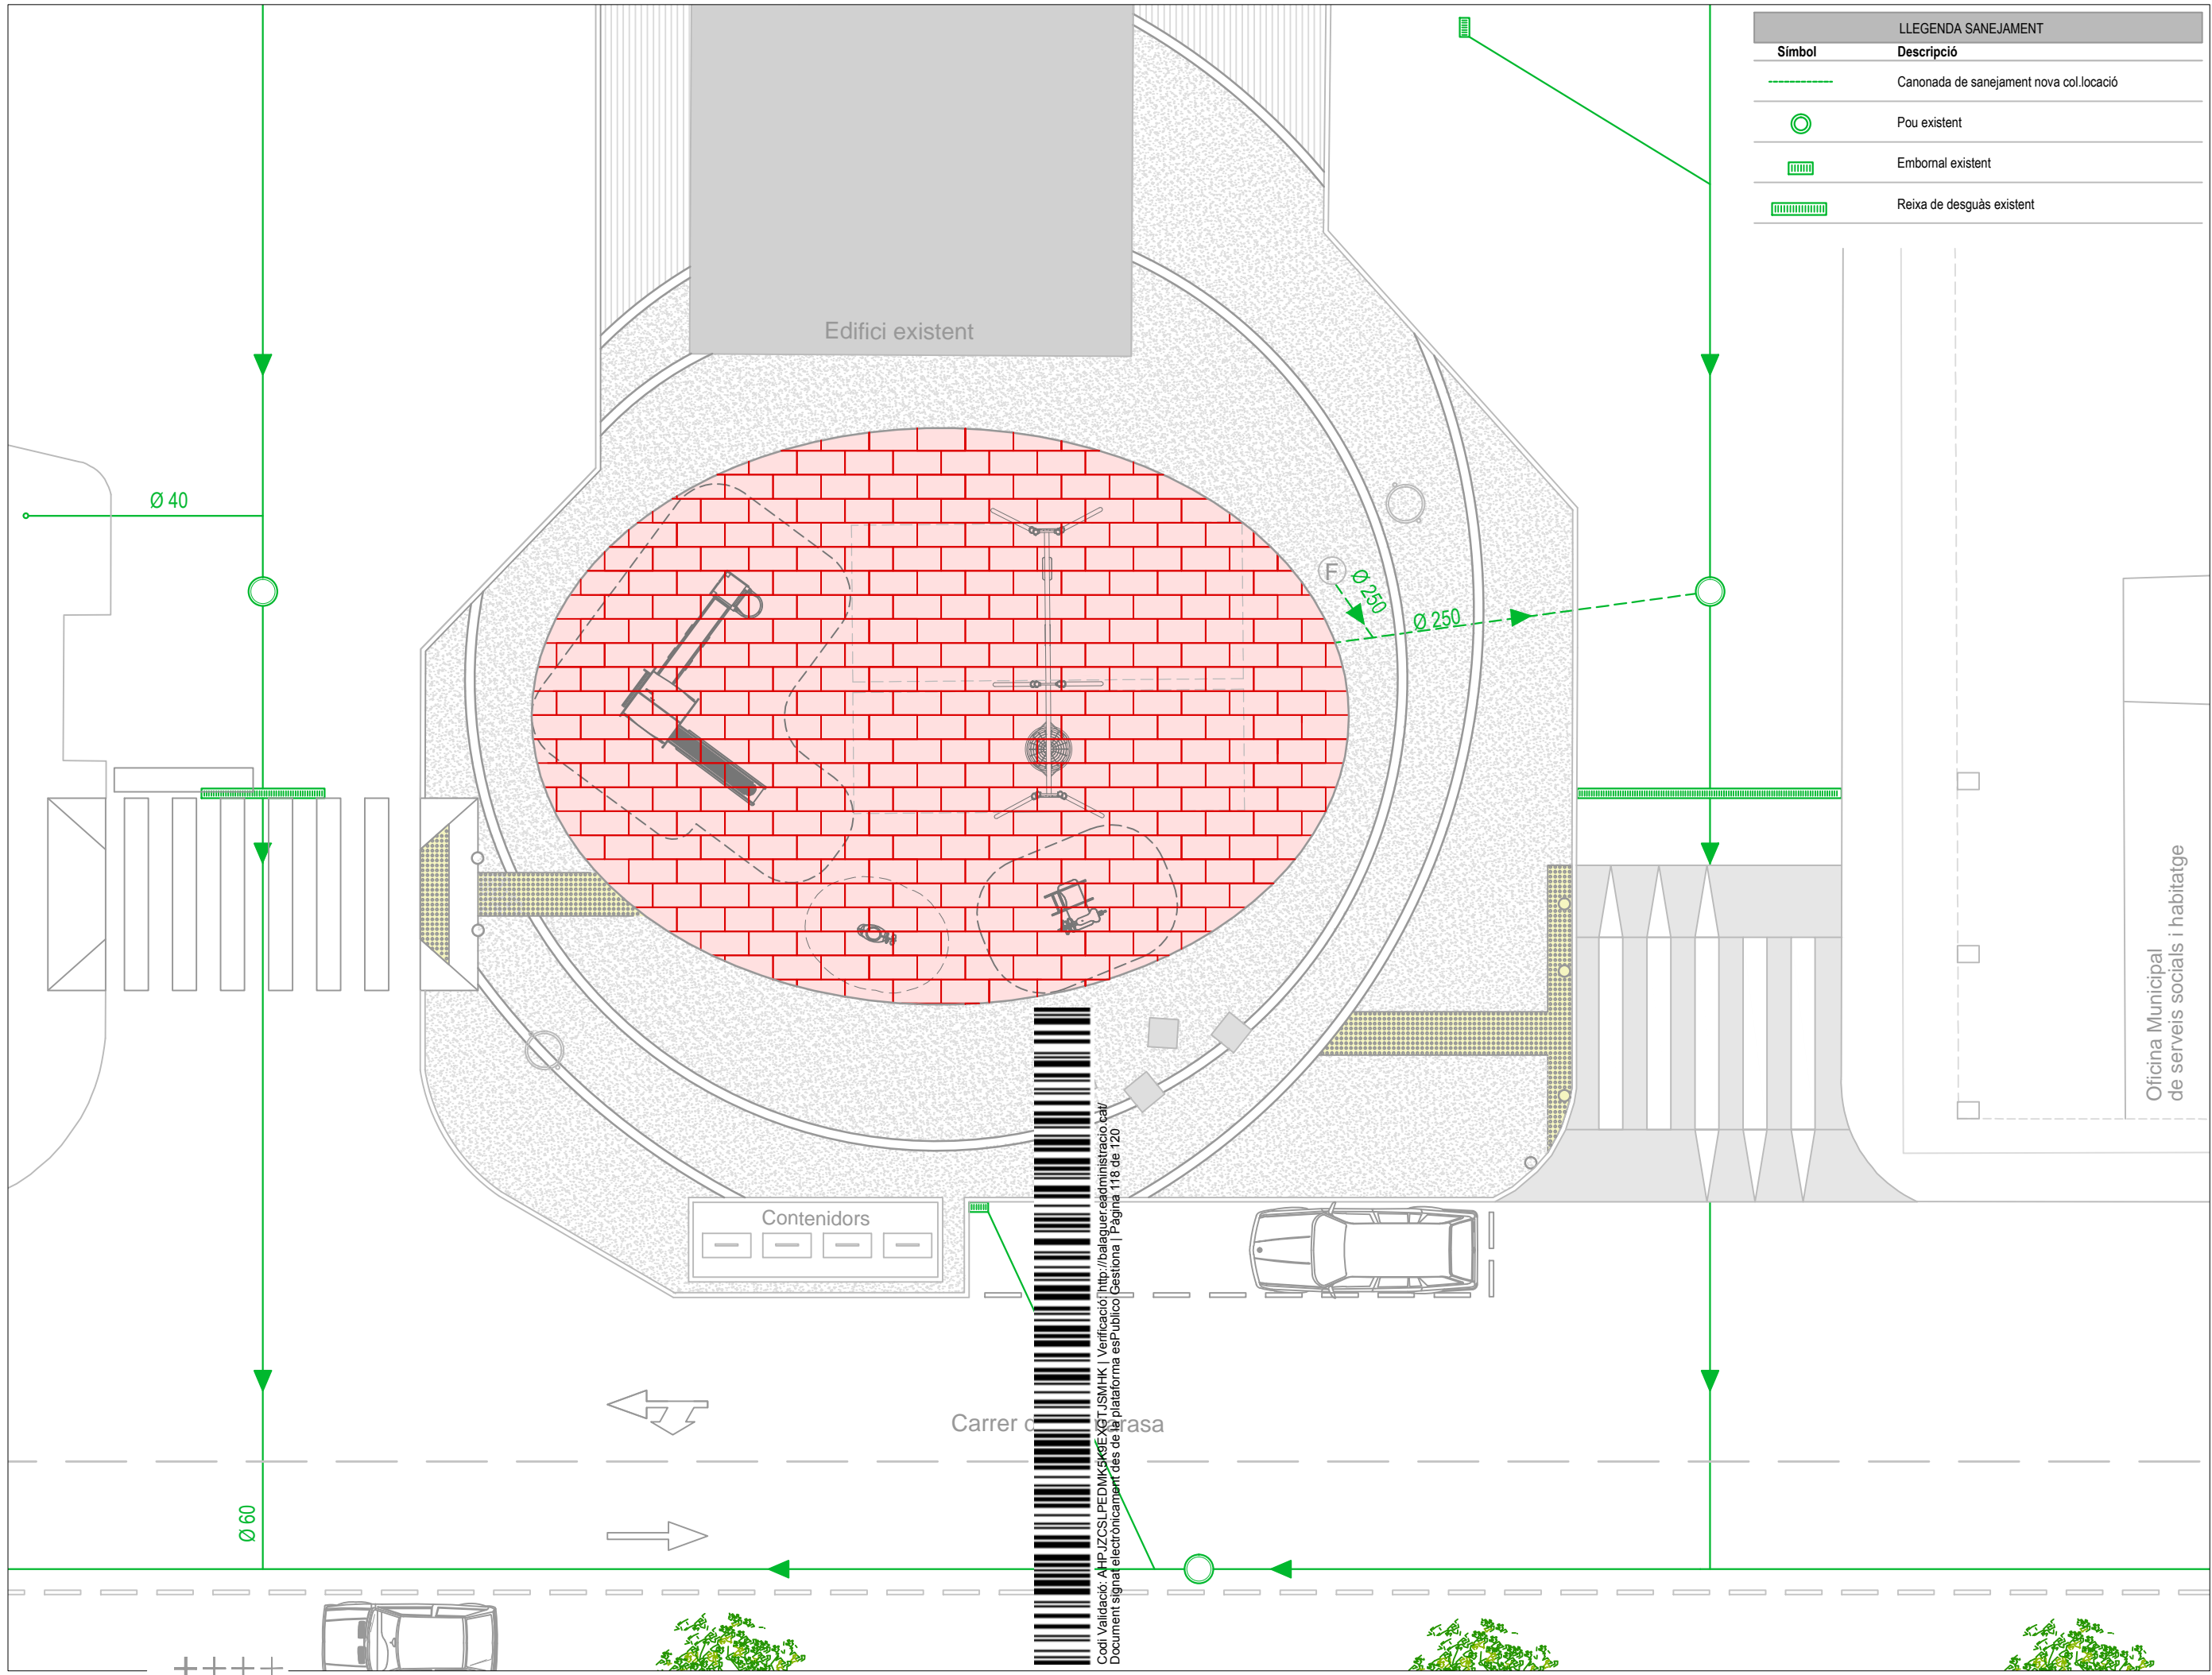 LLEGENDA SANEJAMENT
Símbol Descripció
Canonada de sanejament nova col.locació
Pou existent
Embornal existent
Reixa de desguàs existent
Edifici existent
Ø 40
F
Ø 250
Ø 250
Oficina Municipal
de serveis socials i habitatge
Contenidors
Carrer
Ø 60
Codi Validació: AHPJZCSLPEDMK5K9EXGTJSMHK | Verificació: http://balaguer.eadministracio.cat/
Document signat electrònicament des de la plataforma esPublico Gestiona | Pàgina 118 de 120